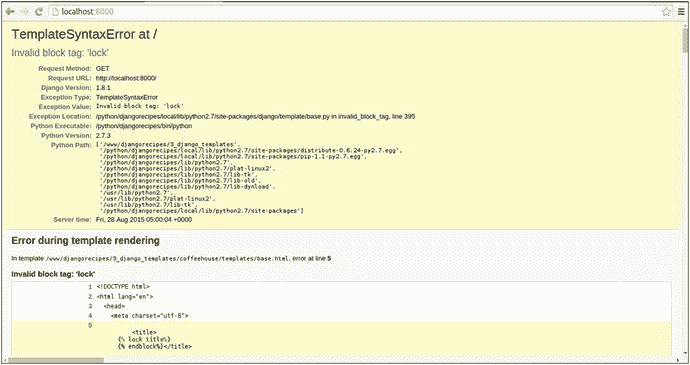 localhost:8000
TemplateSyntaxError at /
Invalid block tag: 'lock'
Request Method: GET
Request URL: http://localhost:8000/
Django Version: 1.8.1
Exception Type: TemplateSyntaxError
Exception Value: Invalid block tag: 'lock'
Exception Location: /python/djangorecipes/local/lib/python2.7/site-packages/django/template/base.py in invalid_block_tag, line 395
Python Executable: /python/djangorecipes/bin/python
Python Version: 2.7.3
Python Path: ['/www/djangorecipes/3_django_templates',
'/python/djangorecipes/local/lib/python2.7/site-packages/distribute-0.6.24-py2.7.egg',
'/python/djangorecipes/local/lib/python2.7/site-packages/pip-1.1-py2.7.egg',
'/python/djangorecipes/lib/python2.7',
'/python/djangorecipes/lib/python2.7/plat-linux2',
'/python/djangorecipes/lib/python2.7/lib-tk',
'/python/djangorecipes/lib/python2.7/lib-old',
'/python/djangorecipes/lib/python2.7/lib-dynload',
'/usr/lib/python2.7',
'/usr/lib/python2.7/plat-linux2',
'/usr/lib/python2.7/lib-tk',
'/python/djangorecipes/local/lib/python2.7/site-packages']
Server time: Fri, 28 Aug 2015 05:00:04 +0000
Error during template rendering
In template /www/djangorecipes/3_django_templates/coffeehouse/templates/base.html, error at line 5
Invalid block tag: 'lock'
1 <!DOCTYPE html>
2 <html lang="en">
3 <head>
4 <meta charset="utf-8">
5
<title>
{% lock title%}
{% endblock%}</title>